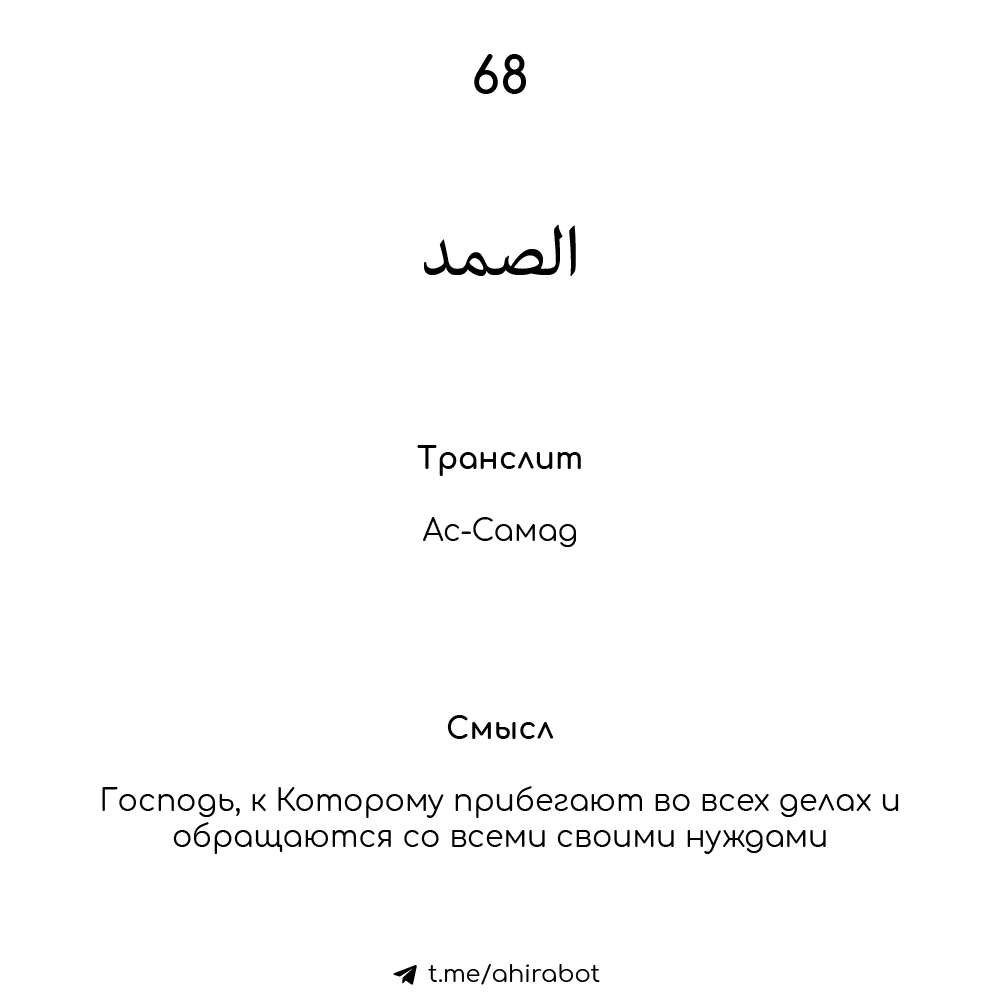 68
الصمد
Транслит
Ас-Самад
Смысл
Господь, к Которому прибегают во всех делах и
обращаются со всеми своими нуждами
t.me/ahirabot